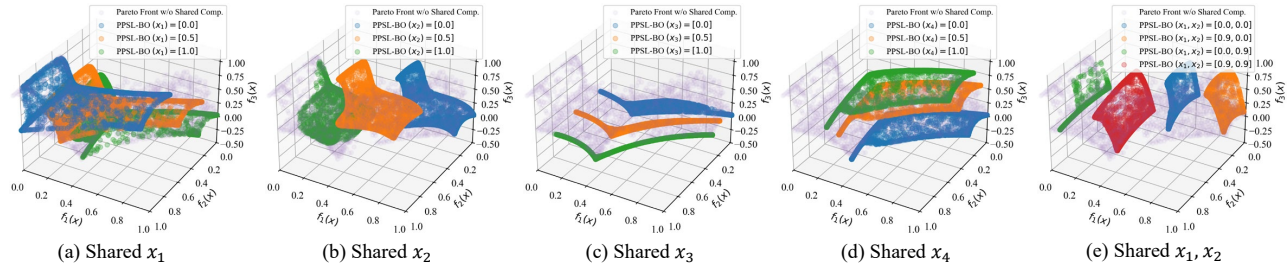 Pareto Front w/o Shared Comp.
PPSL-BO (x₁) = [0.0]
PPSL-BO (x₁) = [0.5]
PPSL-BO (x₁) = [1.0]
1.00
0.75
0.50
0.25
0.00
−0.25
−0.50
f₃(x)
0.0
0.2
0.4
0.6
0.8
1.0
f₁(x)
0.0
0.2
0.4
0.6
0.8
1.0
f₂(x)
(a) Shared x₁
Pareto Front w/o Shared Comp.
PPSL-BO (x₂) = [0.0]
PPSL-BO (x₂) = [0.5]
PPSL-BO (x₂) = [1.0]
1.00
0.75
0.50
0.25
0.00
−0.25
−0.50
f₃(x)
0.0
0.2
0.4
0.6
0.8
1.0
f₁(x)
0.0
0.2
0.4
0.6
0.8
1.0
f₂(x)
(b) Shared x₂
Pareto Front w/o Shared Comp.
PPSL-BO (x₃) = [0.0]
PPSL-BO (x₃) = [0.5]
PPSL-BO (x₃) = [1.0]
1.00
0.75
0.50
0.25
0.00
−0.25
−0.50
f₃(x)
0.0
0.2
0.4
0.6
0.8
1.0
f₁(x)
0.0
0.2
0.4
0.6
0.8
1.0
f₂(x)
(c) Shared x₃
Pareto Front w/o Shared Comp.
PPSL-BO (x₄) = [0.0]
PPSL-BO (x₄) = [0.5]
PPSL-BO (x₄) = [1.0]
1.00
0.75
0.50
0.25
0.00
−0.25
−0.50
f₃(x)
0.0
0.2
0.4
0.6
0.8
1.0
f₁(x)
0.0
0.2
0.4
0.6
0.8
1.0
f₂(x)
(d) Shared x₄
Pareto Front w/o Shared Comp.
PPSL-BO (x₁, x₂) = [0.0, 0.0]
PPSL-BO (x₁, x₂) = [0.9, 0.0]
PPSL-BO (x₁, x₂) = [0.0, 0.9]
PPSL-BO (x₁, x₂) = [0.9, 0.9]
1.00
0.75
0.50
0.25
0.00
−0.25
−0.50
f₃(x)
0.0
0.2
0.4
0.6
0.8
1.0
f₁(x)
0.0
0.2
0.4
0.6
0.8
1.0
f₂(x)
(e) Shared x₁, x₂